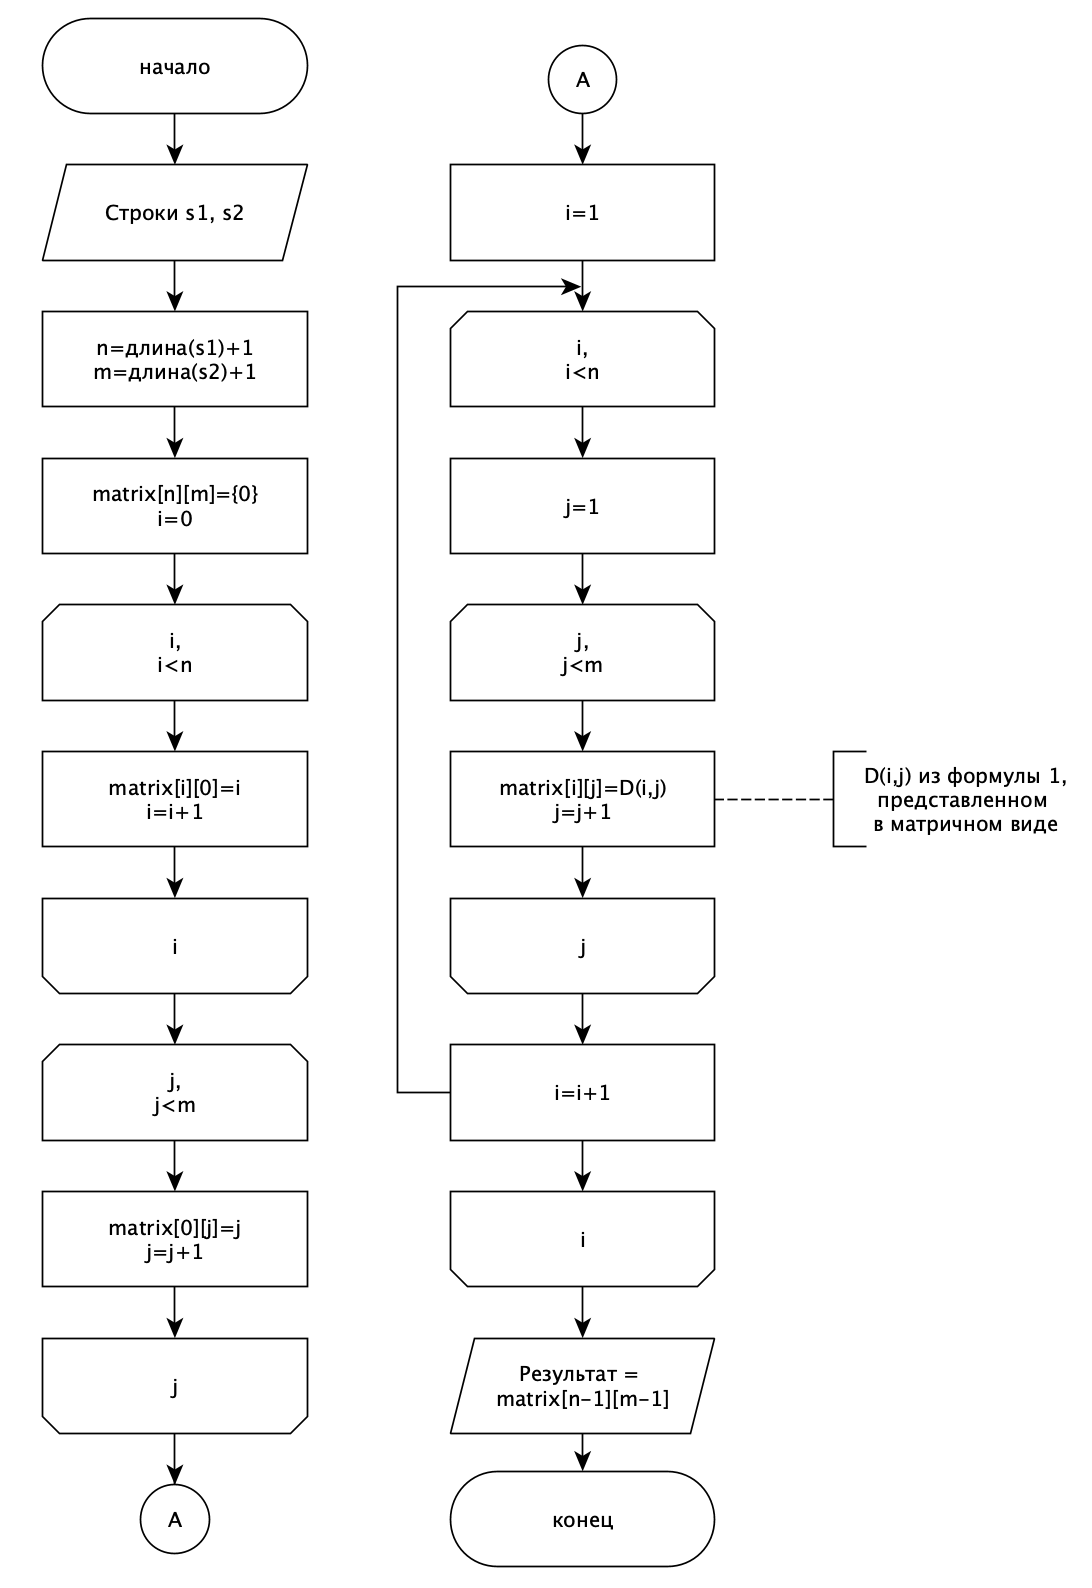 начало
Строки s1, s2
n=длина(s1)+1
m=длина(s2)+1
matrix[n][m]={0}
i=0
i,
i<n
matrix[i][0]=i
i=i+1
i
j,
j<m
matrix[0][j]=j
j=j+1
j
A
A
i=1
i,
i<n
j=1
j,
j<m
matrix[i][j]=D(i,j)
j=j+1
D(i,j) из формулы 1,
представленном
в матричном виде
j
i=i+1
i
Результат =
matrix[n-1][m-1]
конец